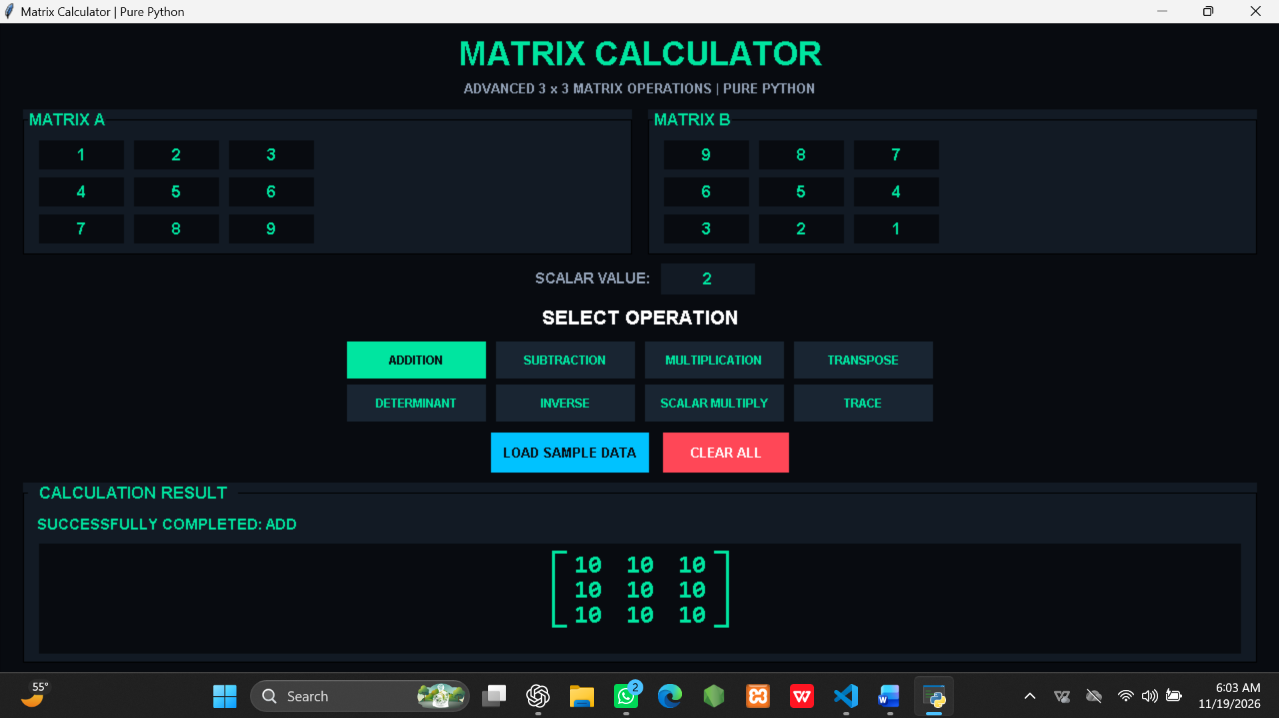 Matrix Calculator | Pure Python
MATRIX CALCULATOR
ADVANCED 3 x 3 MATRIX OPERATIONS | PURE PYTHON
MATRIX A
1 2 3
4 5 6
7 8 9
MATRIX B
9 8 7
6 5 4
3 2 1
SCALAR VALUE: 2
SELECT OPERATION
ADDITION SUBTRACTION MULTIPLICATION TRANSPOSE
DETERMINANT INVERSE SCALAR MULTIPLY TRACE
LOAD SAMPLE DATA CLEAR ALL
CALCULATION RESULT
SUCCESSFULLY COMPLETED: ADD
10 10 10
10 10 10
10 10 10
55°
Search
2
W
W
6:03 AM
11/19/2026